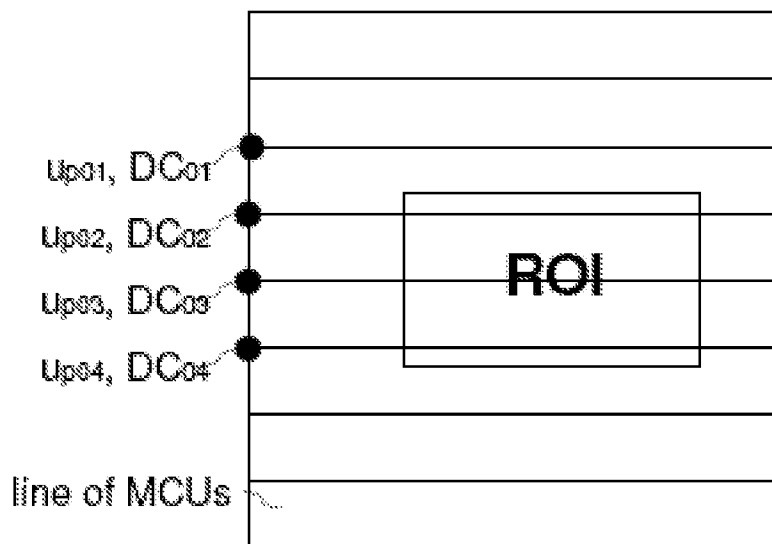 up01, DC01
up02, DC02
ROI
up03, DC03
up04, DC04
line of MCUs